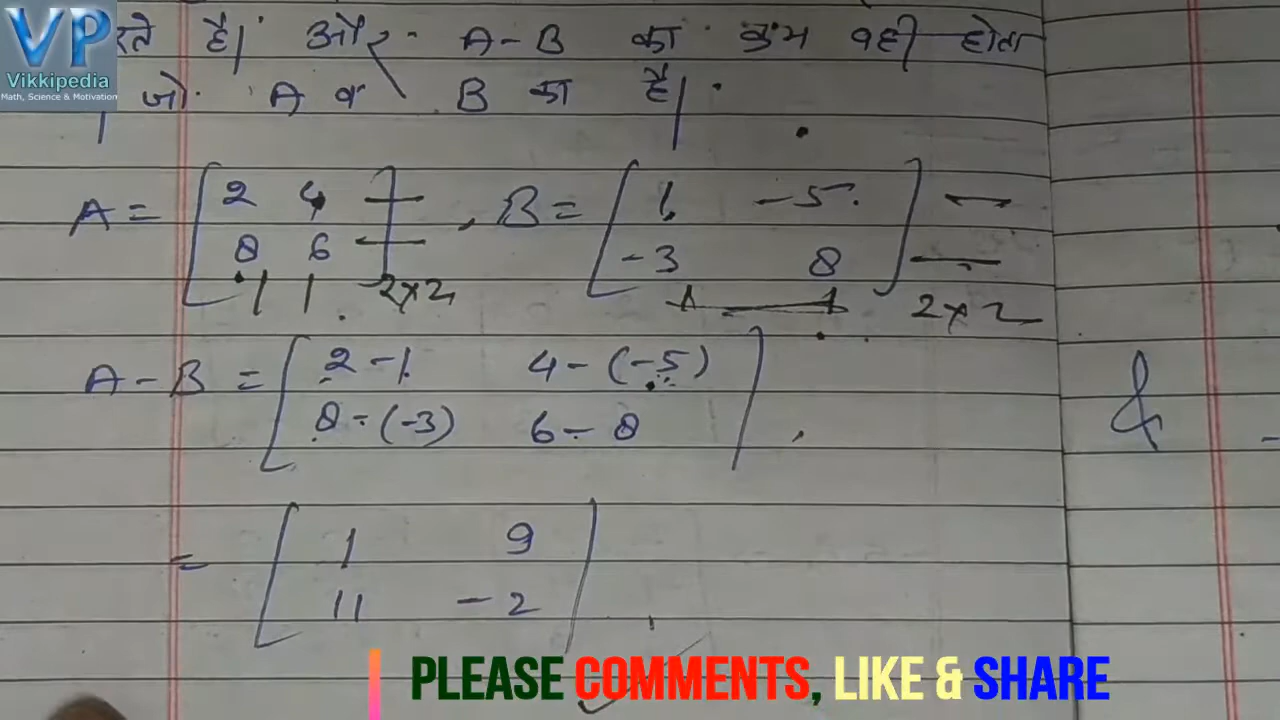 VP
Vikkipedia
Math, Science & Motivation
रते है। और A-B का क्रम वही होता
जो A व B का है।
A = [ 2 4 , B = [ 1 -5 ]
8 6 ] 2×2 -3 8 ] 2×2
A - B = [ 2-1 4-(-5)
8-(-3) 6-8 ]
= [ 1 9
11 -2 ]
PLEASE COMMENTS, LIKE & SHARE